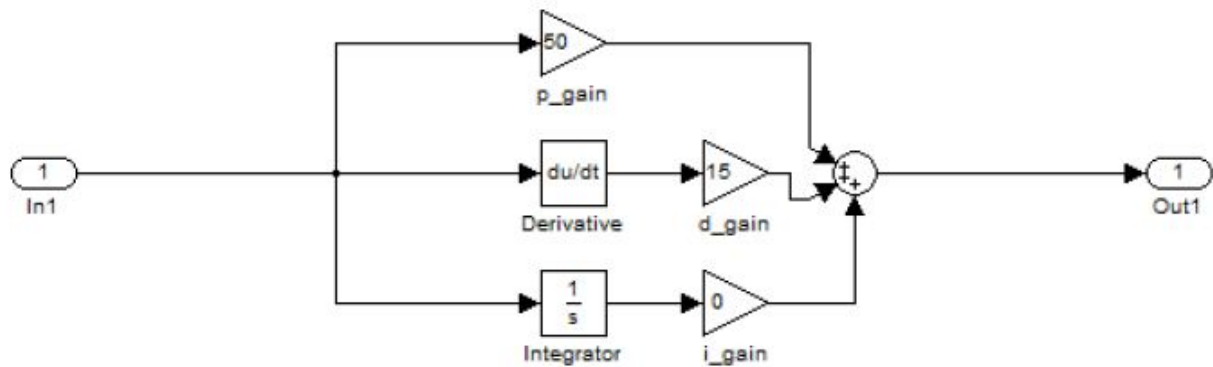 50
p_gain
1
In1
du/dt
Derivative
15
d_gain
+
+
+
1
Out1
1
s
Integrator
0
i_gain